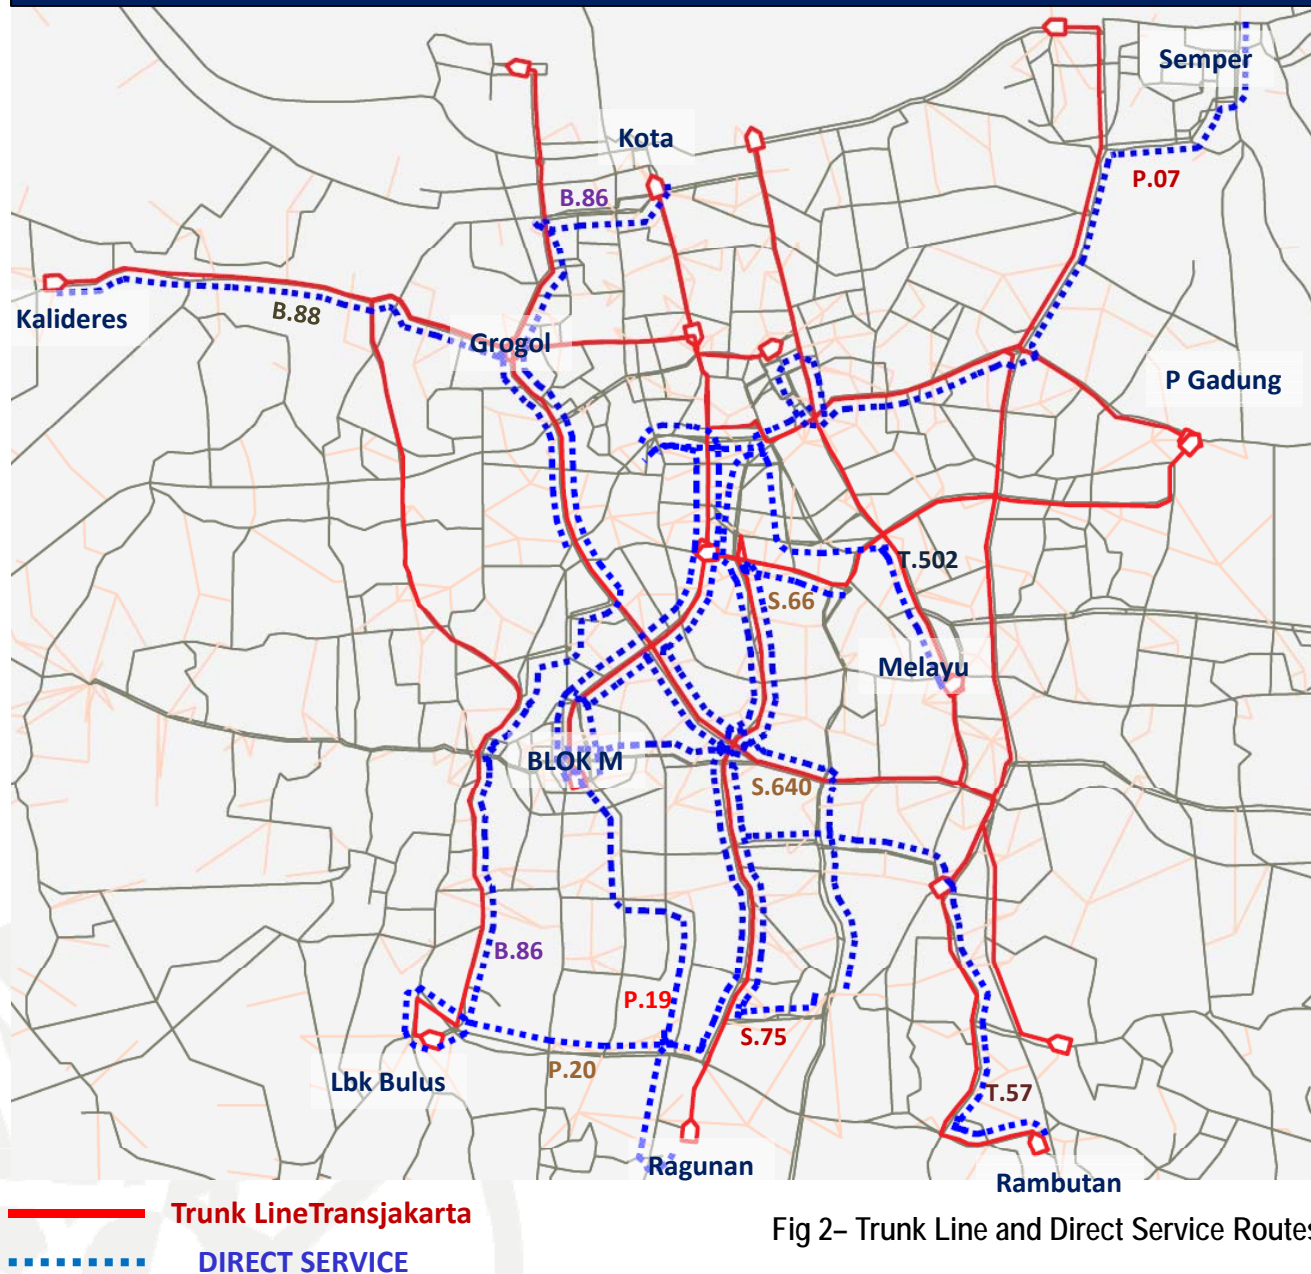 Semper
Kota
P.07
B.86
Kalideres
B.88
Grogol
P Gadung
T.502
S.66
Melayu
BLOK M
S.640
B.86
P.19
S.75
P.20
Lbk Bulus
T.57
Ragunan
Rambutan
Trunk LineTransjakarta
Fig 2– Trunk Line and Direct Service Routes
DIRECT SERVICE